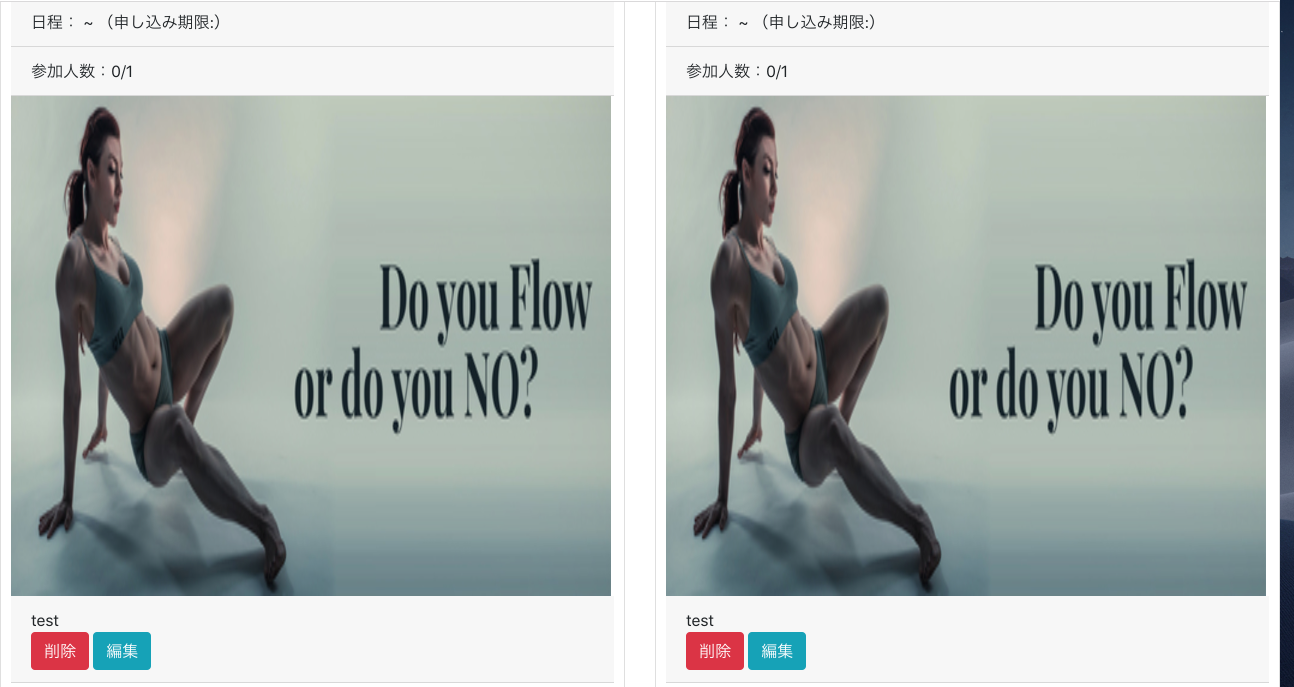 日程： ~ （申し込み期限:）
参加人数：0/1
Do you Flow
or do you NO?
test
削除 編集
日程： ~ （申し込み期限:）
参加人数：0/1
Do you Flow
or do you NO?
test
削除 編集